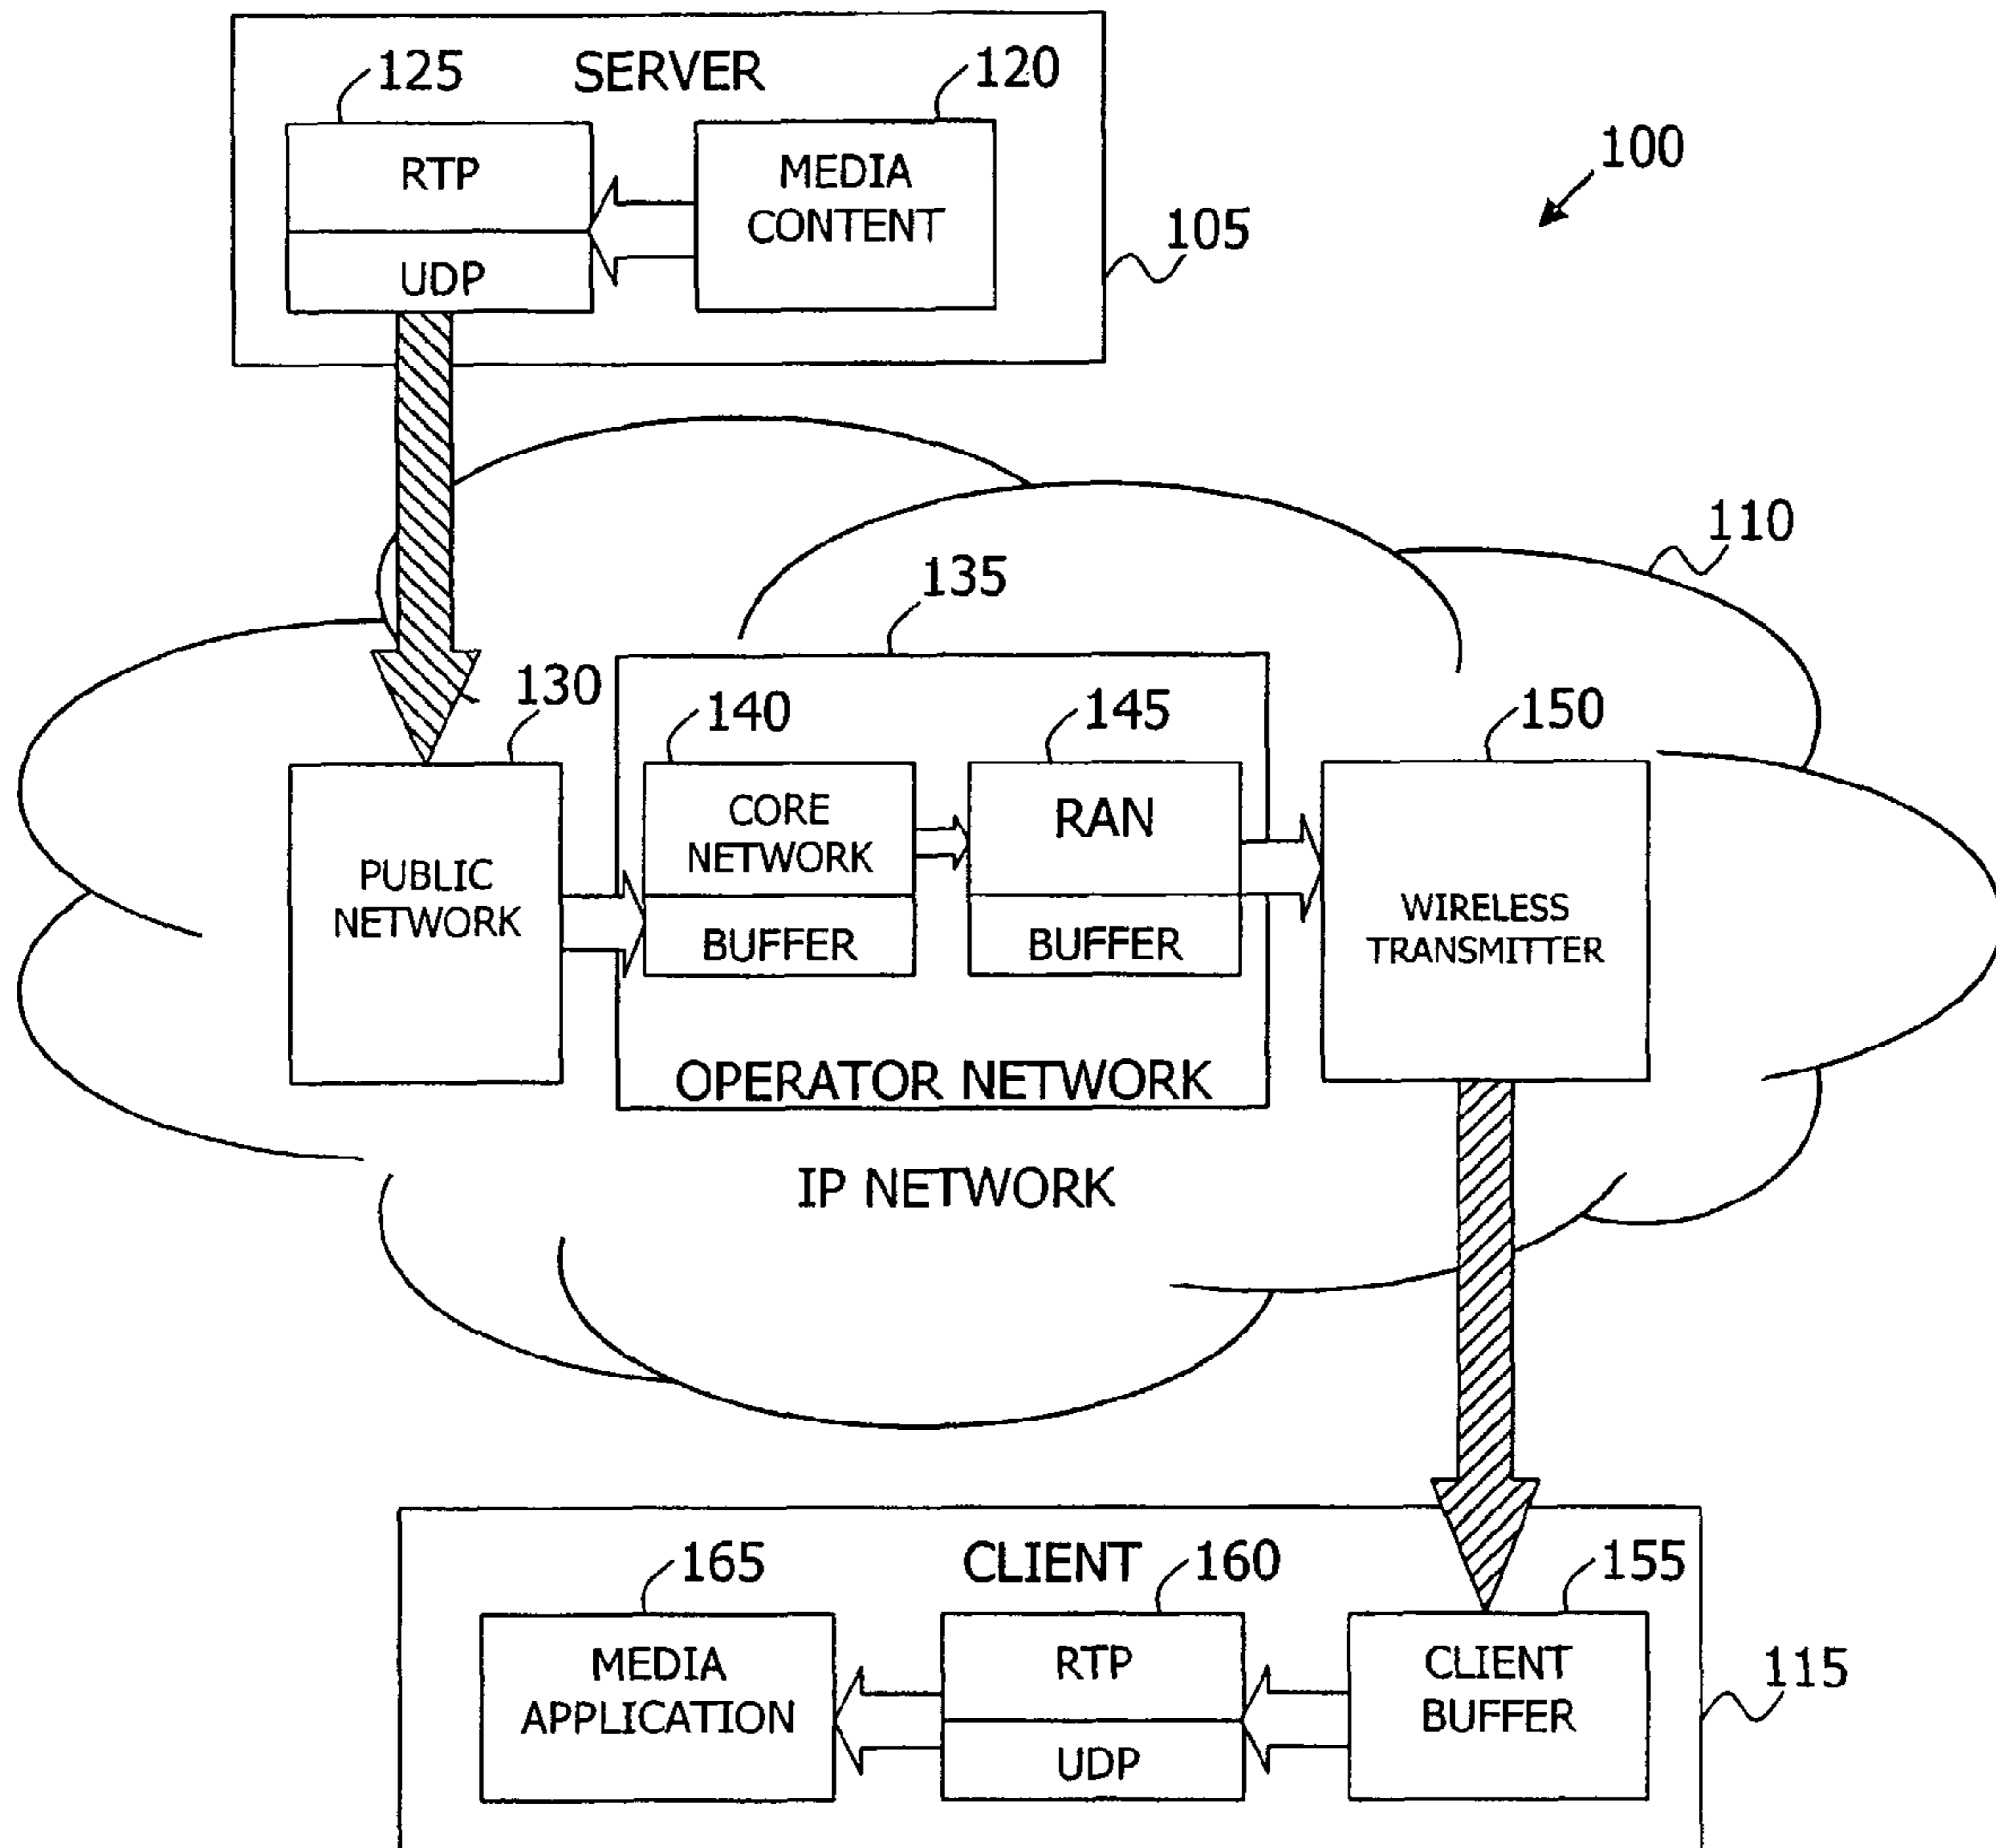 125
SERVER
120
RTP
UDP
MEDIA
CONTENT
100
105
110
135
130
140
145
150
PUBLIC
NETWORK
CORE
NETWORK
BUFFER
RAN
BUFFER
WIRELESS
TRANSMITTER
OPERATOR NETWORK
IP NETWORK
165
CLIENT
160
155
MEDIA
APPLICATION
RTP
UDP
CLIENT
BUFFER
115